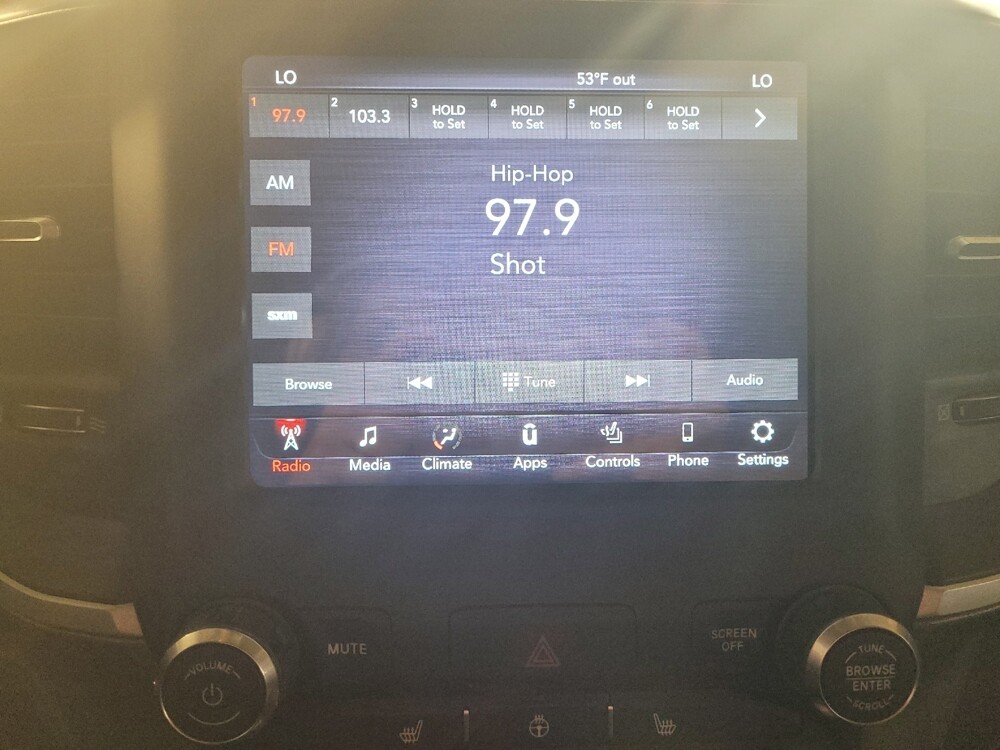 LO 53°F out LO
1 97.9 2 103.3 3 HOLD to Set 4 HOLD to Set 5 HOLD to Set 6 HOLD to Set
AM
Hip-Hop
97.9
FM
Shot
sxm
Browse Tune Audio
Radio Media Climate Apps Controls Phone Settings
VOLUME
MUTE
SCREEN
OFF
TUNE
BROWSE
ENTER
SCROLL